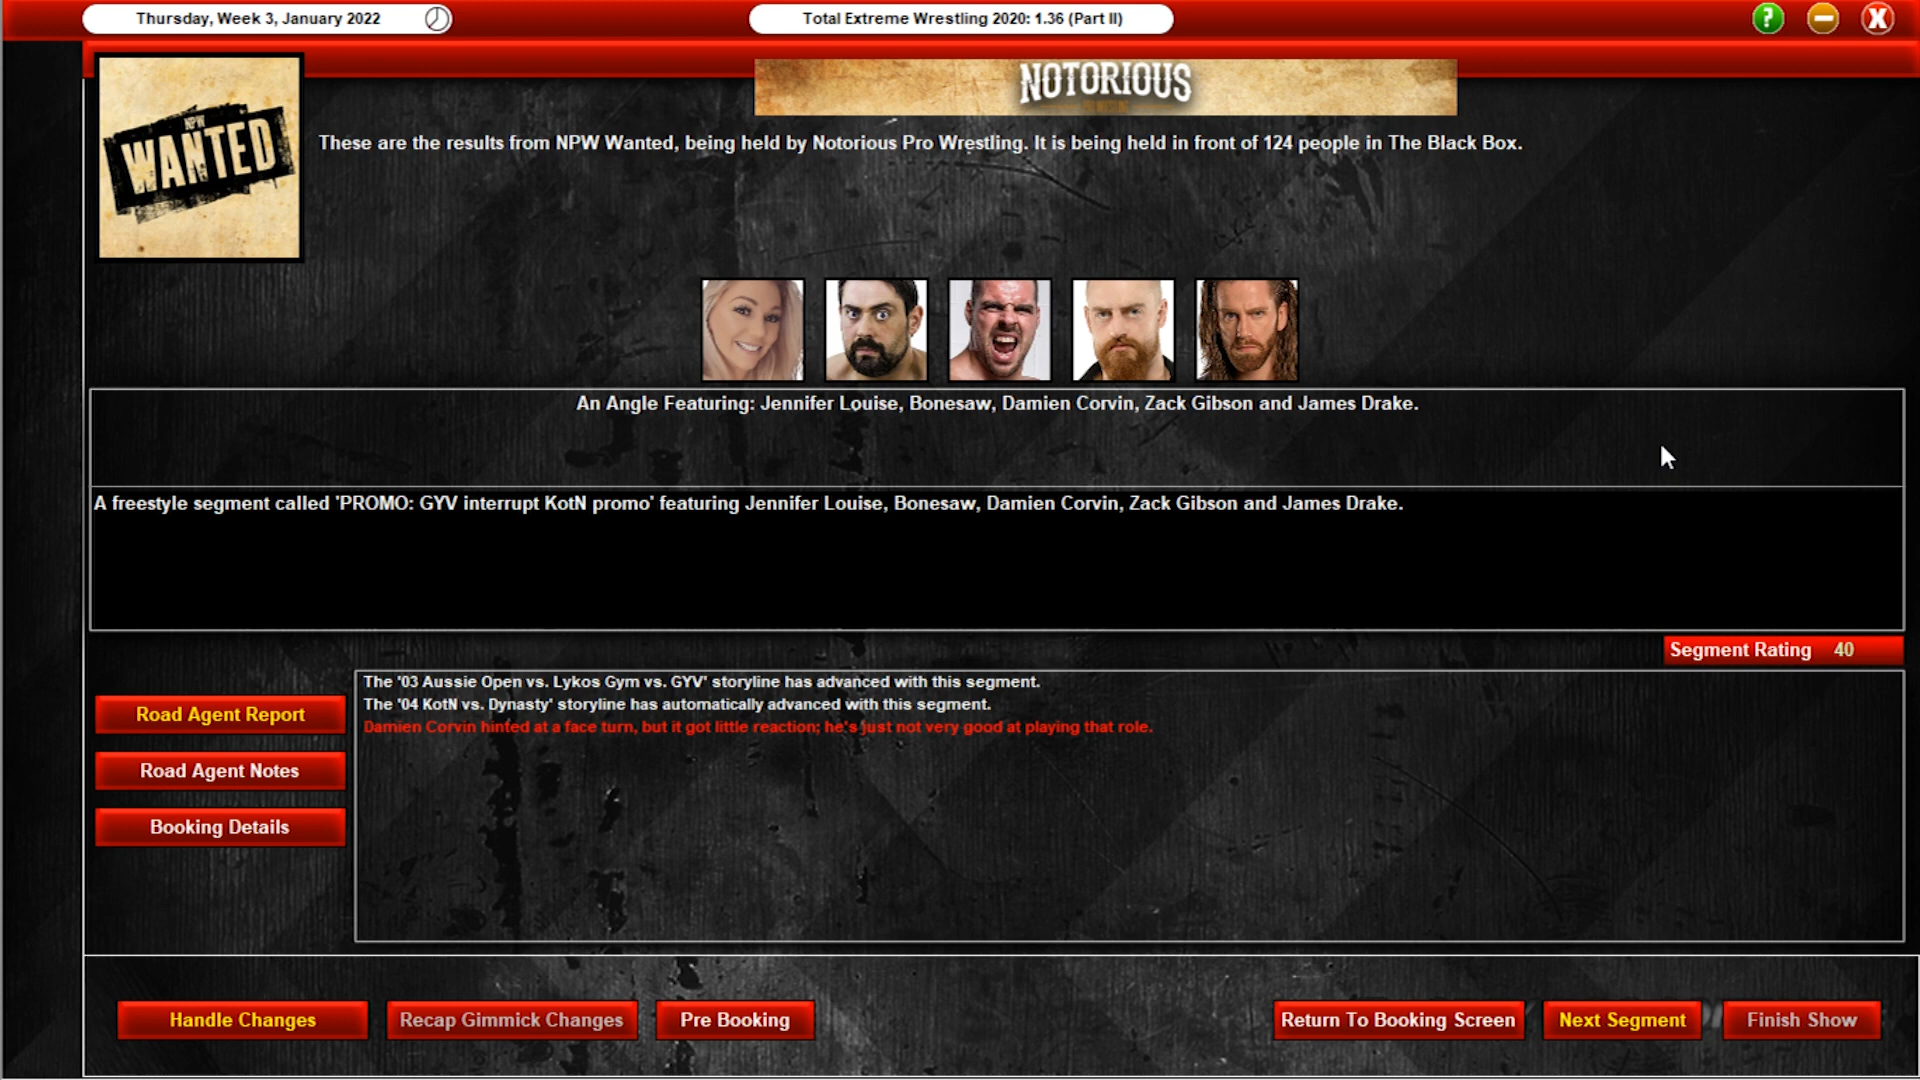 Thursday, Week 3, January 2022
Total Extreme Wrestling 2020: 1.36 (Part II)
?
X
NPW
WANTED
NOTORIOUS
These are the results from NPW Wanted, being held by Notorious Pro Wrestling. It is being held in front of 124 people in The Black Box.
An Angle Featuring: Jennifer Louise, Bonesaw, Damien Corvin, Zack Gibson and James Drake.
A freestyle segment called 'PROMO: GYV interrupt KotN promo' featuring Jennifer Louise, Bonesaw, Damien Corvin, Zack Gibson and James Drake.
Segment Rating 40
Road Agent Report
Road Agent Notes
Booking Details
The '03 Aussie Open vs. Lykos Gym vs. GYV' storyline has advanced with this segment.
The '04 KotN vs. Dynasty' storyline has automatically advanced with this segment.
Damien Corvin hinted at a face turn, but it got little reaction; he's just not very good at playing that role.
Handle Changes
Recap Gimmick Changes
Pre Booking
Return To Booking Screen
Next Segment
Finish Show